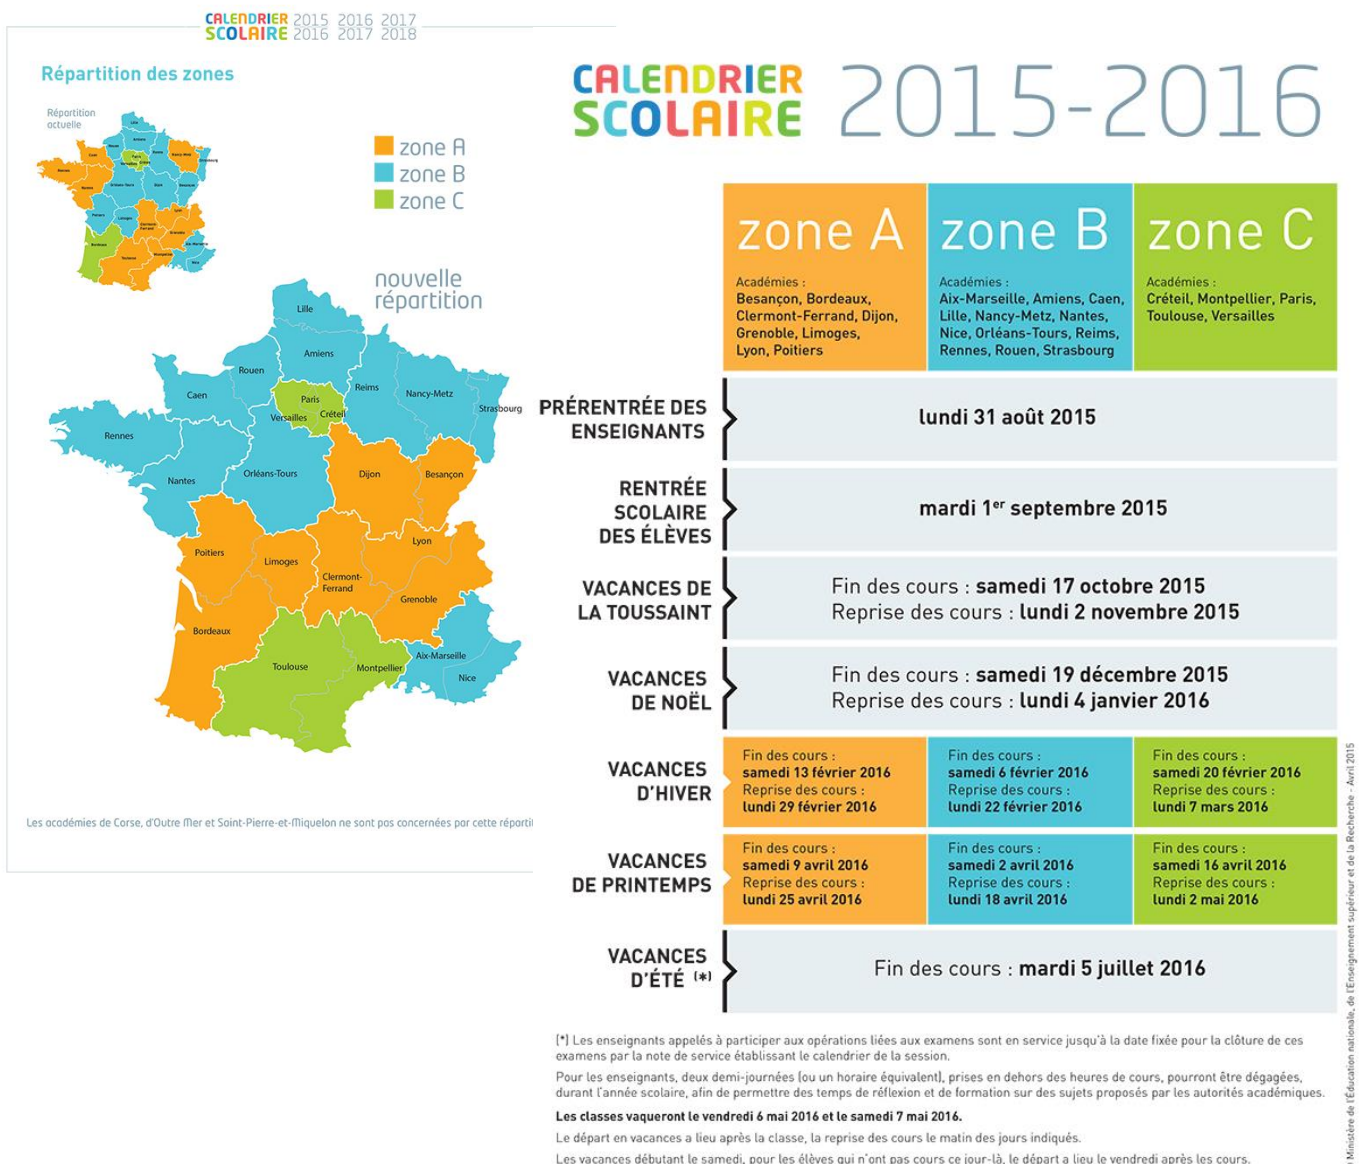 CALENDRIER 2015 2016 2017
SCOLAIRE 2016 2017 2018
Répartition des zones
Répartition
actuelle
zone A
zone B
zone C
nouvelle
répartition
Lille
Amiens
Rouen
Reims
Caen
Paris
Nancy-Metz
Versailles
Créteil
Strasbourg
Rennes
Orléans-Tours
Dijon
Besançon
Nantes
Poitiers
Limoges
Lyon
Clermont-
Ferrand
Grenoble
Bordeaux
Toulouse
Montpellier
Aix-Marseille
Nice
Les académies de Corse, d'Outre Mer et Saint-Pierre-et-Miquelon ne sont pas concernées par cette réparti
CALENDRIER
SCOLAIRE
2015-2016
zone A
Académies :
Besançon, Bordeaux,
Clermont-Ferrand, Dijon,
Grenoble, Limoges,
Lyon, Poitiers
zone B
Académies :
Aix-Marseille, Amiens, Caen,
Lille, Nancy-Metz, Nantes,
Nice, Orléans-Tours, Reims,
Rennes, Rouen, Strasbourg
zone C
Académies :
Créteil, Montpellier, Paris,
Toulouse, Versailles
PRÉRENTRÉE DES
ENSEIGNANTS
lundi 31 août 2015
RENTRÉE
SCOLAIRE
DES ÉLÈVES
mardi 1er septembre 2015
VACANCES DE
LA TOUSSAINT
Fin des cours : samedi 17 octobre 2015
Reprise des cours : lundi 2 novembre 2015
VACANCES
DE NOËL
Fin des cours : samedi 19 décembre 2015
Reprise des cours : lundi 4 janvier 2016
VACANCES
D'HIVER
Fin des cours :
samedi 13 février 2016
Reprise des cours :
lundi 29 février 2016
Fin des cours :
samedi 6 février 2016
Reprise des cours :
lundi 22 février 2016
Fin des cours :
samedi 20 février 2016
Reprise des cours :
lundi 7 mars 2016
VACANCES
DE PRINTEMPS
Fin des cours :
samedi 9 avril 2016
Reprise des cours :
lundi 25 avril 2016
Fin des cours :
samedi 2 avril 2016
Reprise des cours :
lundi 18 avril 2016
Fin des cours :
samedi 16 avril 2016
Reprise des cours :
lundi 2 mai 2016
VACANCES
D'ÉTÉ (*)
Fin des cours : mardi 5 juillet 2016
(*) Les enseignants appelés à participer aux opérations liées aux examens sont en service jusqu'à la date fixée pour la clôture de ces
examens par la note de service établissant le calendrier de la session.
Pour les enseignants, deux demi-journées (ou un horaire équivalent), prises en dehors des heures de cours, pourront être dégagées,
durant l'année scolaire, afin de permettre des temps de réflexion et de formation sur des sujets proposés par les autorités académiques.
Les classes vaqueront le vendredi 6 mai 2016 et le samedi 7 mai 2016.
Le départ en vacances a lieu après la classe, la reprise des cours le matin des jours indiqués.
Les vacances débutant le samedi, pour les élèves qui n'ont pas cours ce jour-là, le départ a lieu le vendredi après les cours.
Ministère de l'Éducation nationale, de l'Enseignement supérieur et de la Recherche - Avril 2015